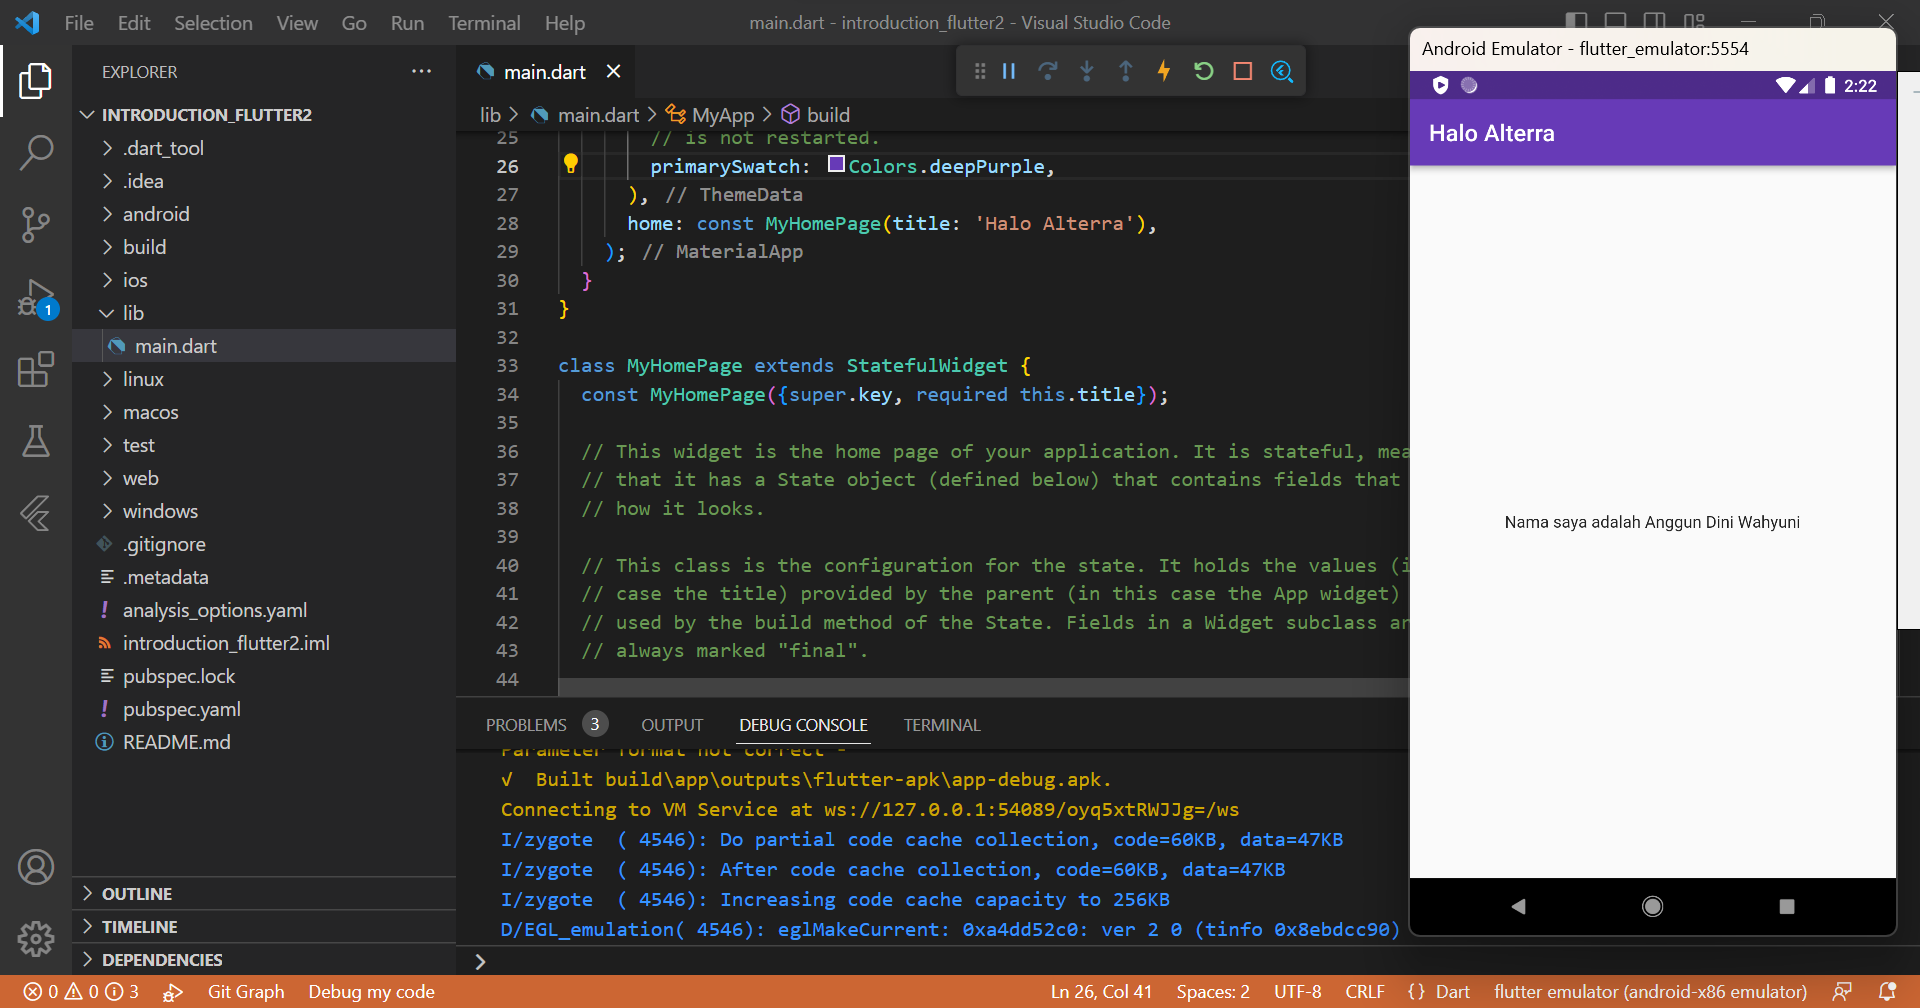 File Edit Selection View Go Run Terminal Help
main.dart - introduction_flutter2 - Visual Studio Code
EXPLORER
INTRODUCTION_FLUTTER2
.dart_tool
.idea
android
build
ios
lib
main.dart
linux
macos
test
web
windows
.gitignore
.metadata
analysis_options.yaml
introduction_flutter2.iml
pubspec.lock
pubspec.yaml
README.md
OUTLINE
TIMELINE
DEPENDENCIES
1
main.dart
lib > main.dart > MyApp > build
25 // is not restarted.
26 primarySwatch: Colors.deepPurple,
27 ), // ThemeData
28 home: const MyHomePage(title: 'Halo Alterra'),
29 ); // MaterialApp
30 }
31 }
32
33 class MyHomePage extends StatefulWidget {
34 const MyHomePage({super.key, required this.title});
35
36 // This widget is the home page of your application. It is stateful, mea
37 // that it has a State object (defined below) that contains fields that
38 // how it looks.
39
40 // This class is the configuration for the state. It holds the values (i
41 // case the title) provided by the parent (in this case the App widget)
42 // used by the build method of the State. Fields in a Widget subclass ar
43 // always marked "final".
44
PROBLEMS 3 OUTPUT DEBUG CONSOLE TERMINAL
Parameter format not correct -
√ Built build\app\outputs\flutter-apk\app-debug.apk.
Connecting to VM Service at ws://127.0.0.1:54089/oyq5xtRWJJg=/ws
I/zygote ( 4546): Do partial code cache collection, code=60KB, data=47KB
I/zygote ( 4546): After code cache collection, code=60KB, data=47KB
I/zygote ( 4546): Increasing code cache capacity to 256KB
D/EGL_emulation( 4546): eglMakeCurrent: 0xa4dd52c0: ver 2 0 (tinfo 0x8ebdcc90)
>
Android Emulator - flutter_emulator:5554
2:22
Halo Alterra
Nama saya adalah Anggun Dini Wahyuni
0 0 3 Git Graph Debug my code Ln 26, Col 41 Spaces: 2 UTF-8 CRLF {} Dart flutter emulator (android-x86 emulator)